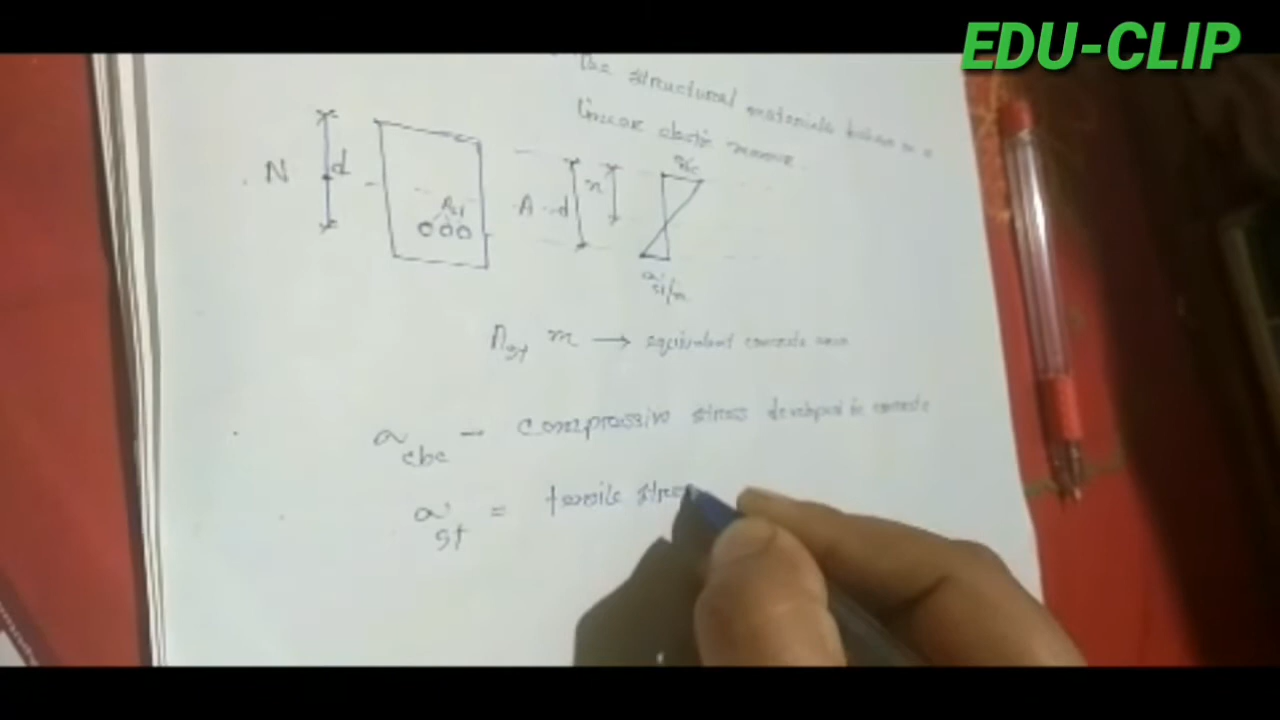 EDU-CLIP
The structural materials behave in a
linear elastic manner
N d
Ast
A d n
σcbc
σst/m
Ast m → equivalent concrete area
σcbc — compressive stress developed in concrete
σst = tensile stress